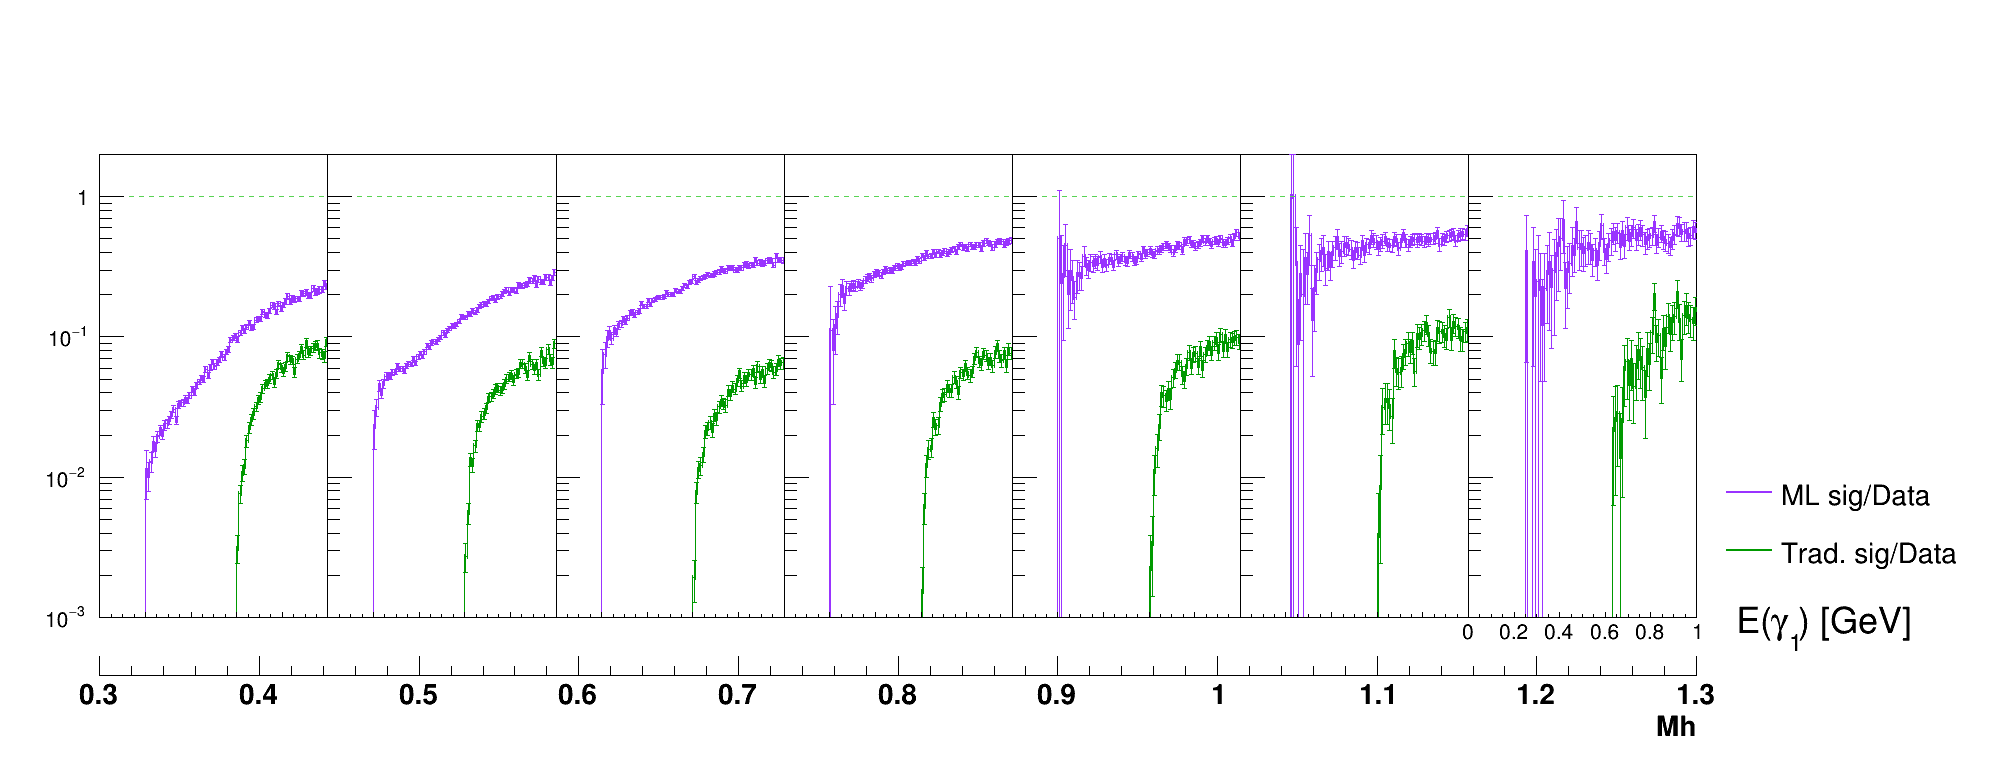 1
10⁻¹
10⁻²
10⁻³
ML sig/Data
Trad. sig/Data
E(γ₁) [GeV]
0 0.2 0.4 0.6 0.8 1
0.3 0.4 0.5 0.6 0.7 0.8 0.9 1 1.1 1.2 1.3
Mh